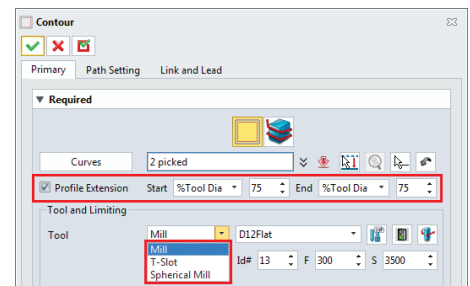 Contour
Primary Path Setting Link and Lead
Required
Curves 2 picked
Profile Extension Start %Tool Dia 75 End %Tool Dia 75
Tool and Limiting
Tool Mill D12Flat
Mill
T-Slot Id# 13 F 300 S 3500
Spherical Mill